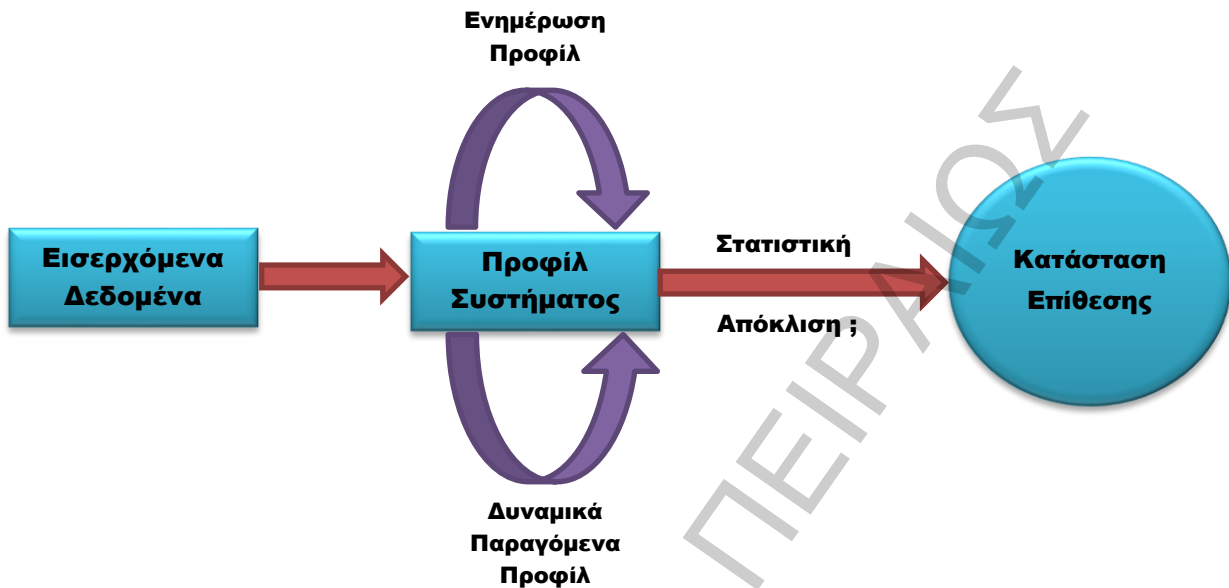 Ενημέρωση
Προφίλ
Εισερχόμενα
Δεδομένα
Προφίλ
Συστήματος
Στατιστική
Απόκλιση ;
Κατάσταση
Επίθεσης
Δυναμικά
Παραγόμενα
Προφίλ
ΠΕΙΡΑΙΩΣ